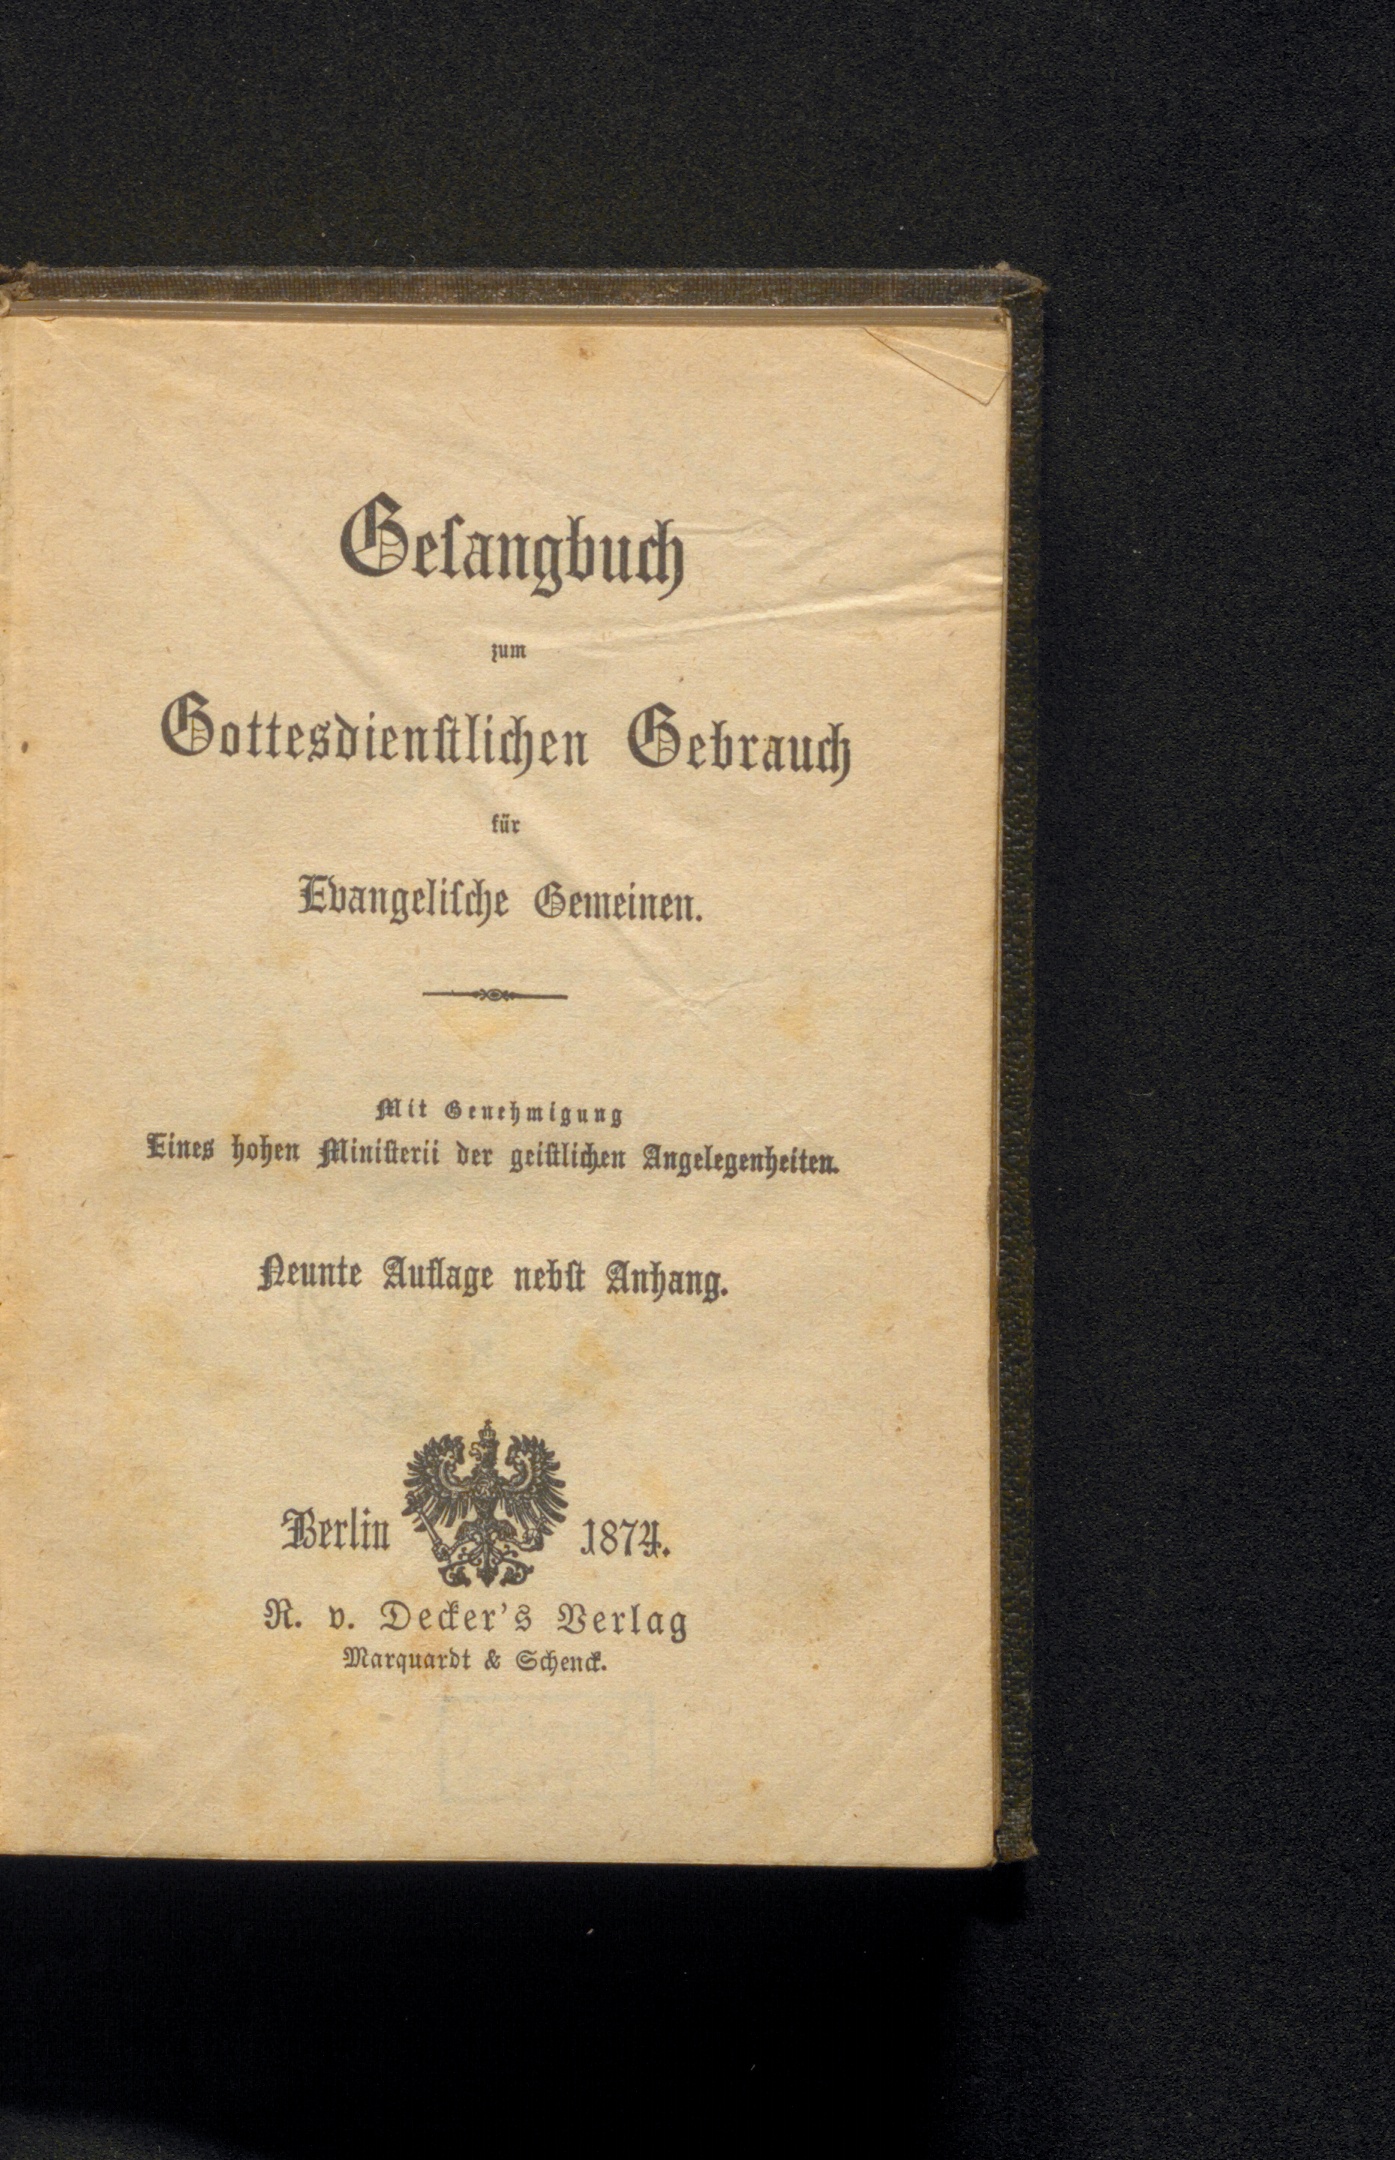 Geſangbuch
zum
Gottesdienſtlichen Gebrauch
für
Evangeliſche Gemeinen.
Mit Genehmigung
Eines hohen Miniſterii der geiſtlichen Angelegenheiten.
Neunte Auflage nebſt Anhang.
Berlin 1874.
R. v. Decker's Verlag
Marquardt & Schenck.